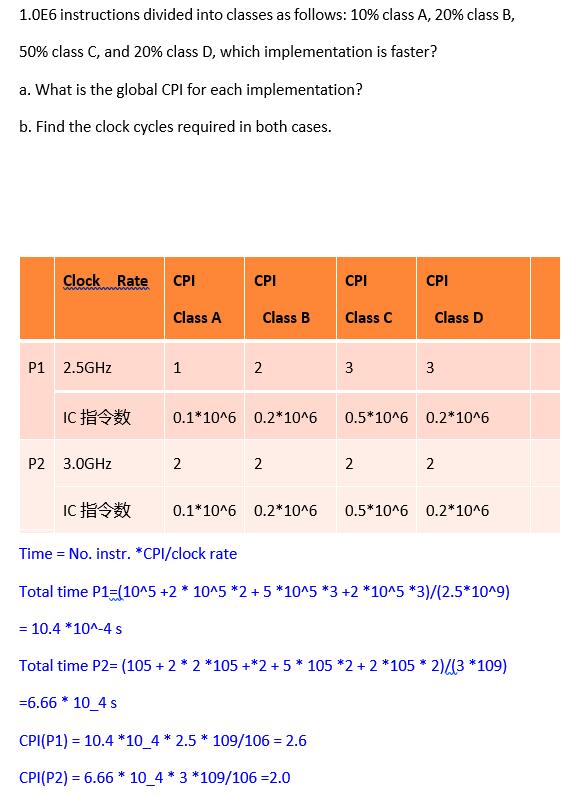 1.0E6 instructions divided into classes as follows: 10% class A, 20% class B,
50% class C, and 20% class D, which implementation is faster?
a. What is the global CPI for each implementation?
b. Find the clock cycles required in both cases.
Clock Rate CPI CPI CPI CPI
Class A Class B Class C Class D
P1 2.5GHz 1 2 3 3
IC 指令数 0.1*10^6 0.2*10^6 0.5*10^6 0.2*10^6
P2 3.0GHz 2 2 2 2
IC 指令数 0.1*10^6 0.2*10^6 0.5*10^6 0.2*10^6
Time = No. instr. *CPI/clock rate
Total time P1=(10^5 +2 * 10^5 *2 + 5 *10^5 *3 +2 *10^5 *3)/(2.5*10^9)
= 10.4 *10^-4 s
Total time P2= (105 + 2 * 2 *105 +*2 + 5 * 105 *2 + 2 *105 * 2)/(3 *109)
=6.66 * 10_4 s
CPI(P1) = 10.4 *10_4 * 2.5 * 109/106 = 2.6
CPI(P2) = 6.66 * 10_4 * 3 *109/106 =2.0